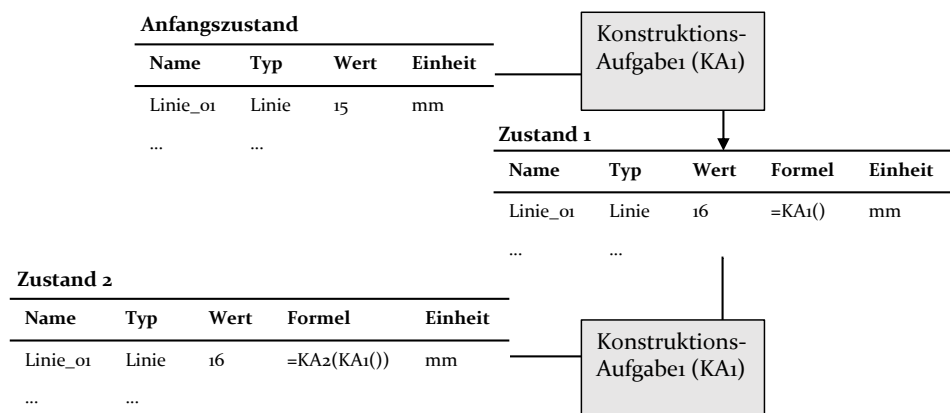 Anfangszustand
Name Typ Wert Einheit
Linie_01 Linie 15 mm
... ...
Konstruktions-
Aufgabe1 (KA1)
Zustand 1
Name Typ Wert Formel Einheit
Linie_01 Linie 16 =KA1() mm
... ...
Zustand 2
Name Typ Wert Formel Einheit
Linie_01 Linie 16 =KA2(KA1()) mm
... ...
Konstruktions-
Aufgabe1 (KA1)